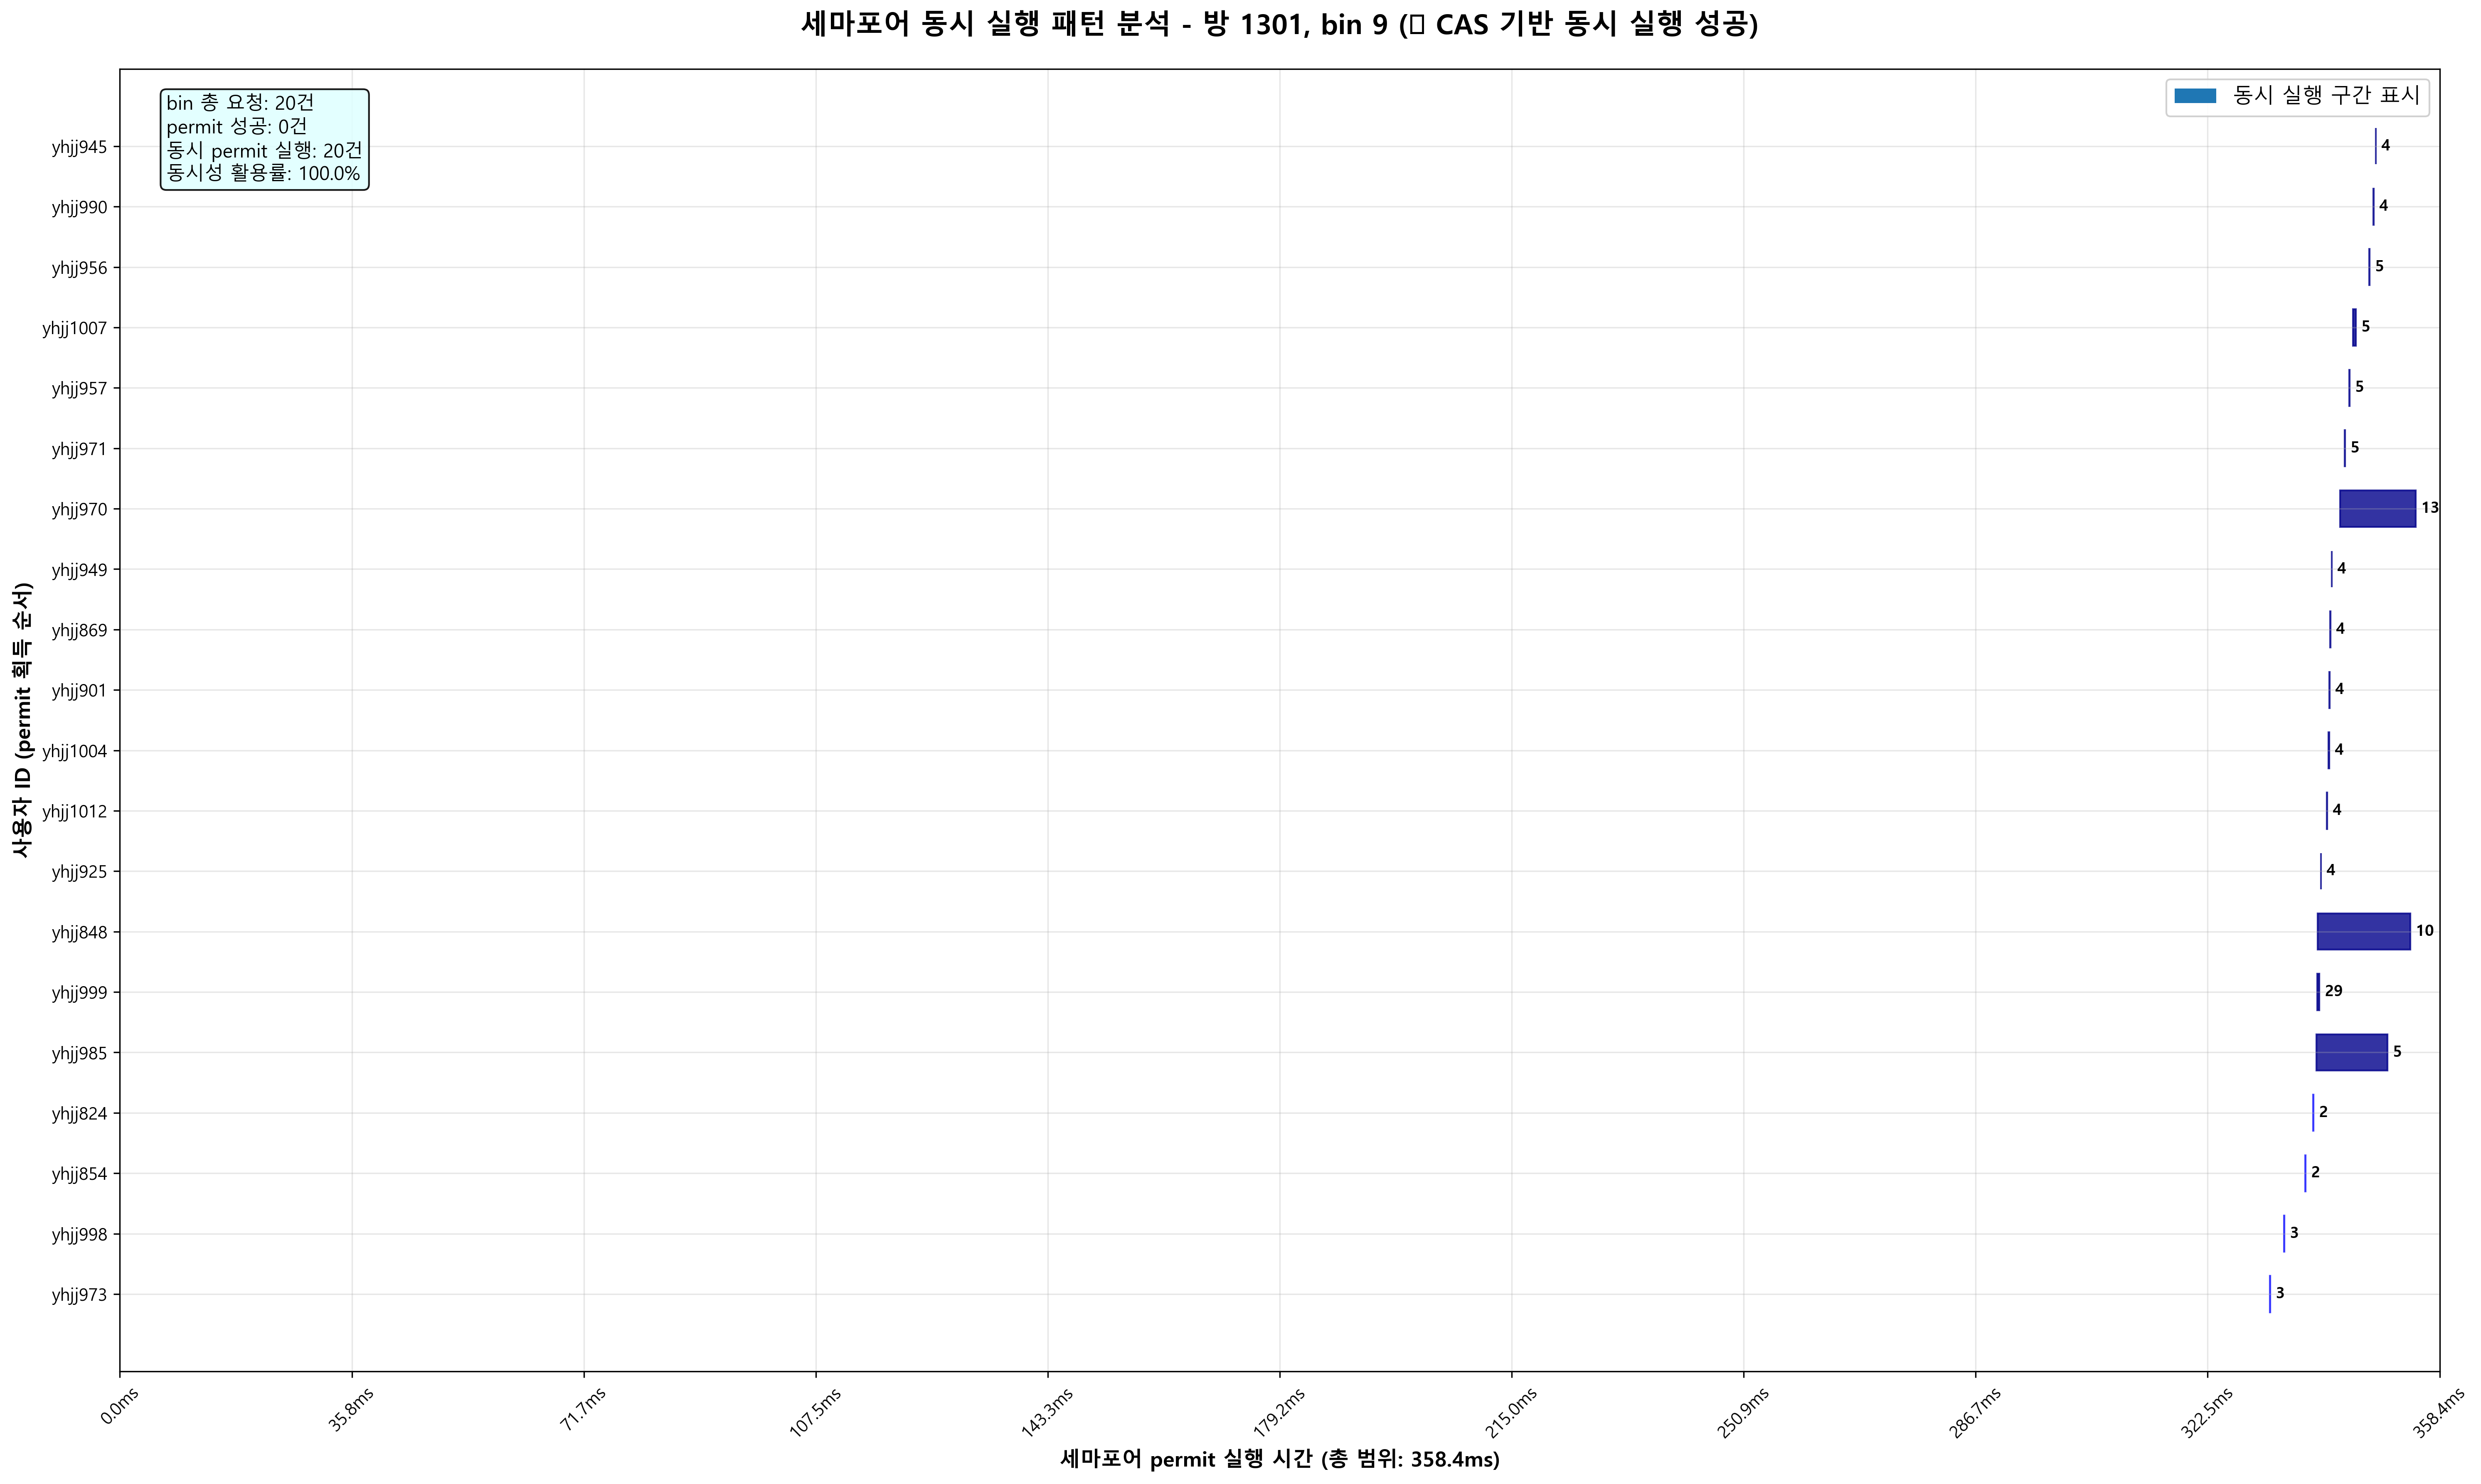 세마포어 동시 실행 패턴 분석 - 방 1301, bin 9 (▯ CAS 기반 동시 실행 성공)
bin 총 요청: 20건
permit 성공: 0건
동시 permit 실행: 20건
동시성 활용률: 100.0%
동시 실행 구간 표시
사용자 ID (permit 획득 순서)
yhjj945 4
yhjj990 4
yhjj956 5
yhjj1007 5
yhjj957 5
yhjj971 5
yhjj970 13
yhjj949 4
yhjj869 4
yhjj901 4
yhjj1004 4
yhjj1012 4
yhjj925 4
yhjj848 10
yhjj999 29
yhjj985 5
yhjj824 2
yhjj854 2
yhjj998 3
yhjj973 3
0.0ms 35.8ms 71.7ms 107.5ms 143.3ms 179.2ms 215.0ms 250.9ms 286.7ms 322.5ms 358.4ms
세마포어 permit 실행 시간 (총 범위: 358.4ms)